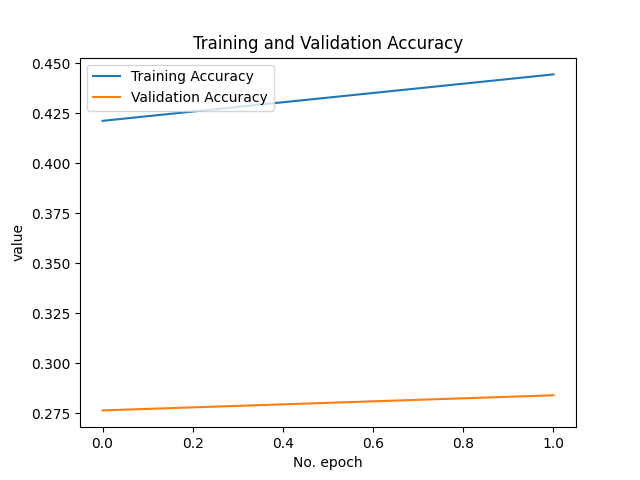 Training and Validation Accuracy
Training Accuracy
Validation Accuracy
0.450
0.425
0.400
0.375
0.350
0.325
0.300
0.275
value
0.0 0.2 0.4 0.6 0.8 1.0
No. epoch